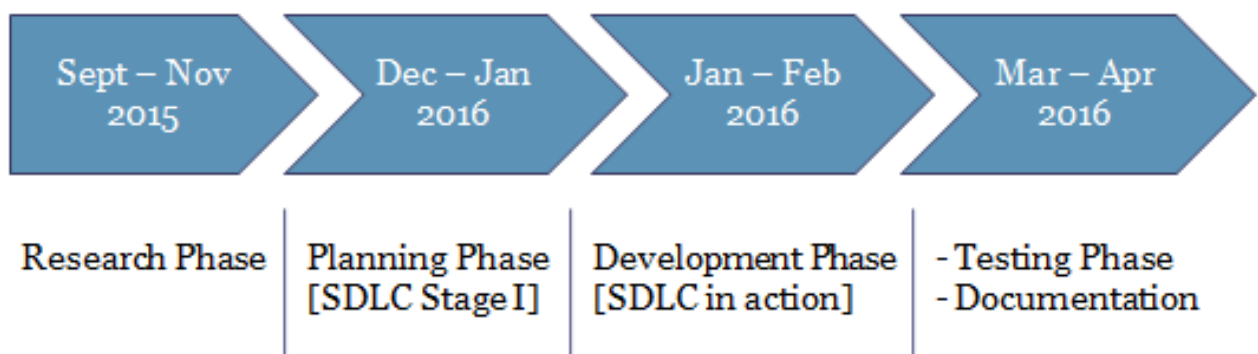 Sept – Nov
2015
Dec – Jan
2016
Jan – Feb
2016
Mar – Apr
2016
Research Phase
Planning Phase
[SDLC Stage I]
Development Phase
[SDLC in action]
- Testing Phase
- Documentation